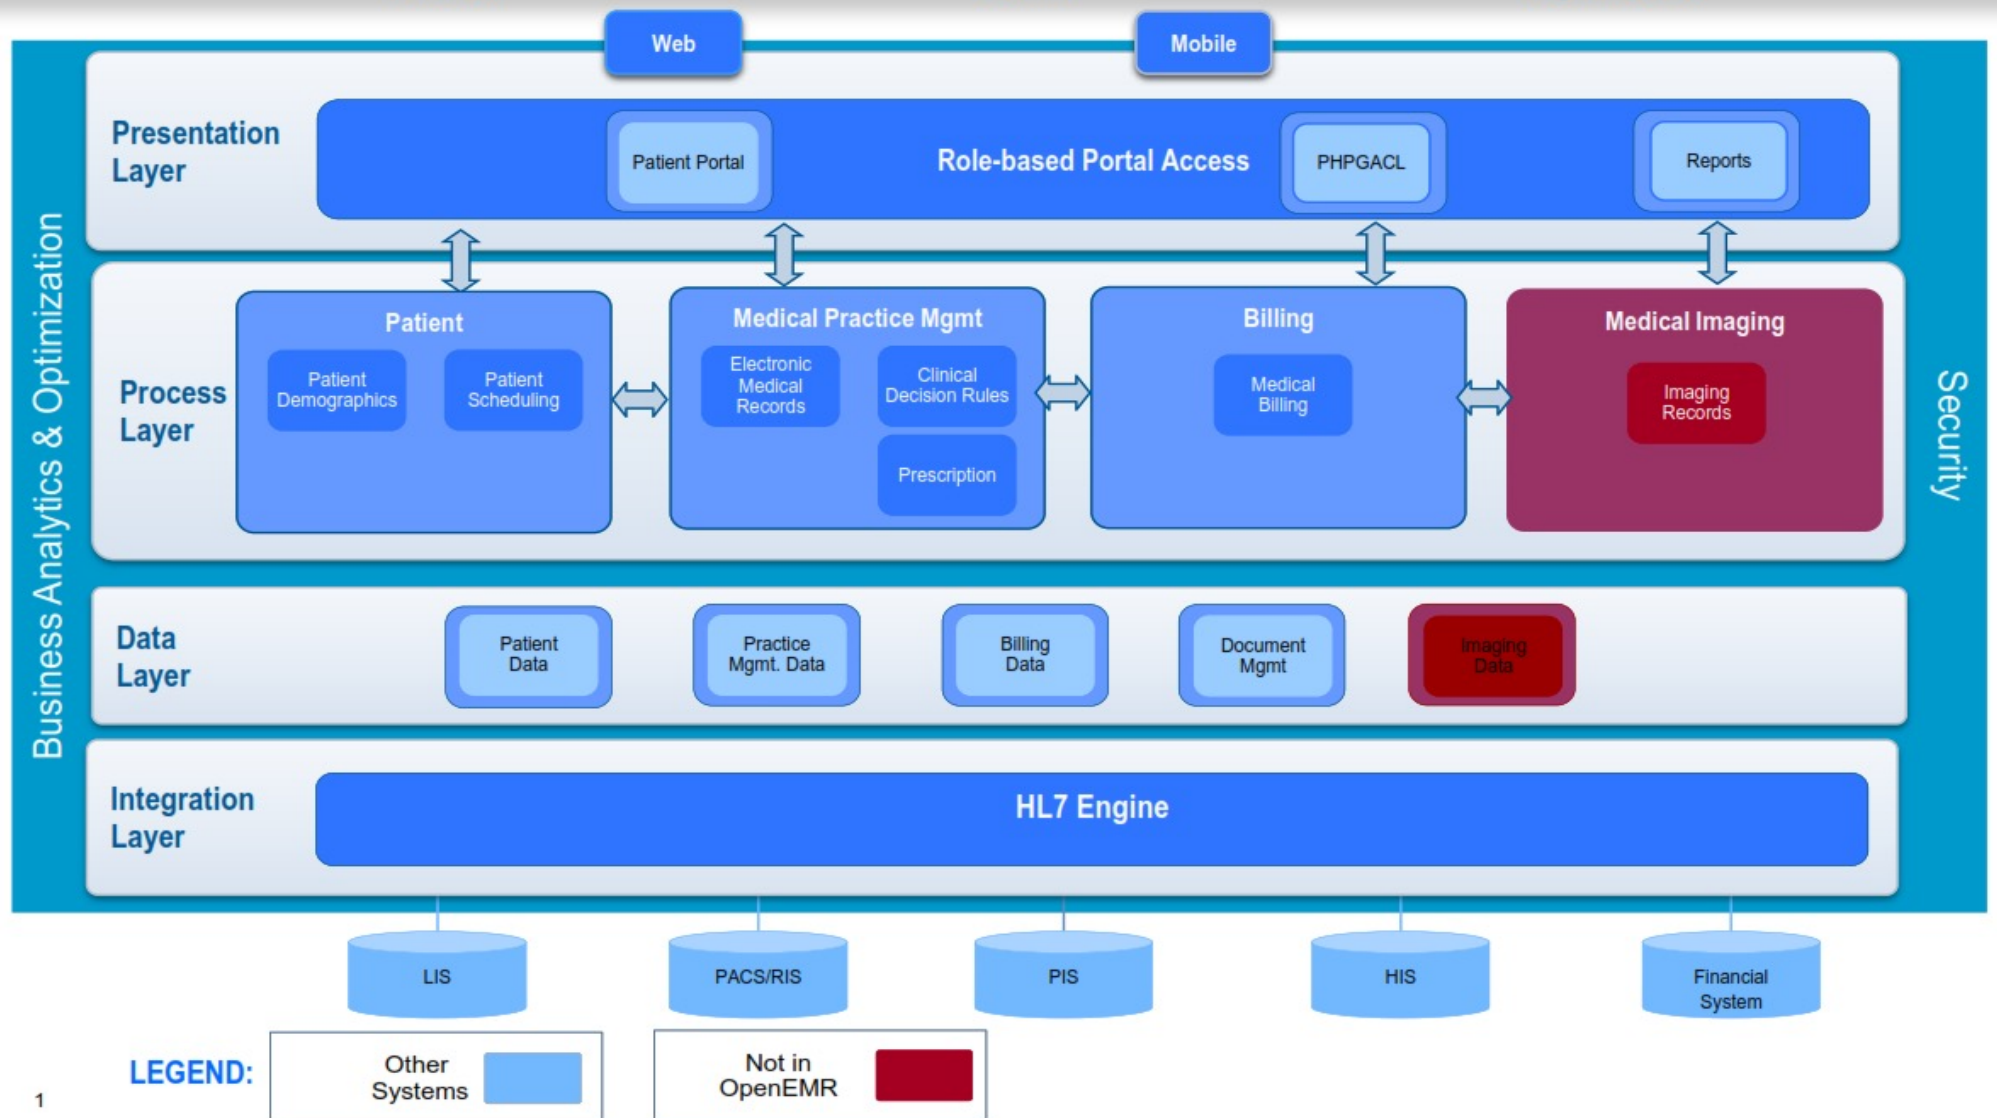 Web
Mobile
Presentation
Layer
Patient Portal
Role-based Portal Access
PHPGACL
Reports
Business Analytics & Optimization
Security
Process
Layer
Patient
Patient
Demographics
Patient
Scheduling
Medical Practice Mgmt
Electronic
Medical
Records
Clinical
Decision Rules
Prescription
Billing
Medical
Billing
Medical Imaging
Imaging
Records
Data
Layer
Patient
Data
Practice
Mgmt. Data
Billing
Data
Document
Mgmt
Imaging
Data
Integration
Layer
HL7 Engine
LIS
PACS/RIS
PIS
HIS
Financial
System
LEGEND:
Other
Systems
Not in
OpenEMR
1